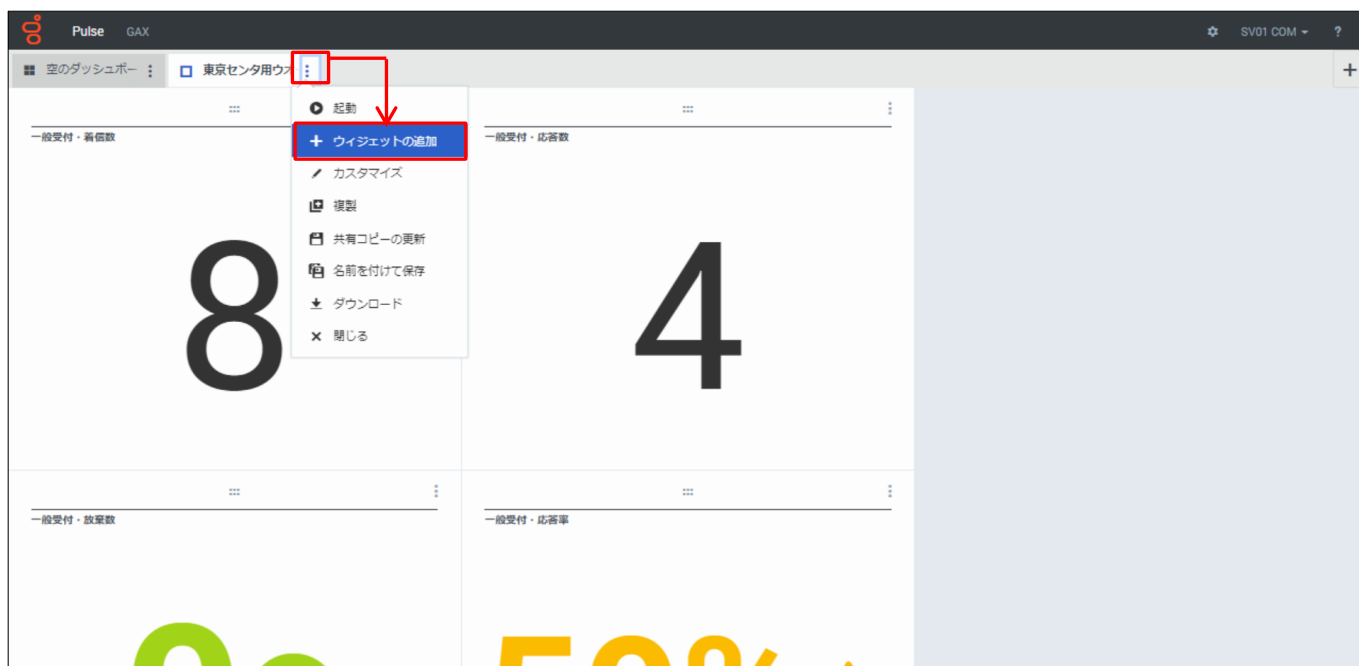 Pulse GAX SV01 COM ?
空のダッシュボー 東京センタ用ウオ
起動
ウィジェットの追加
カスタマイズ
複製
共有コピーの更新
名前を付けて保存
ダウンロード
閉じる
一般受付・着信数
8
一般受付・応答数
4
一般受付・放棄数
一般受付・応答率